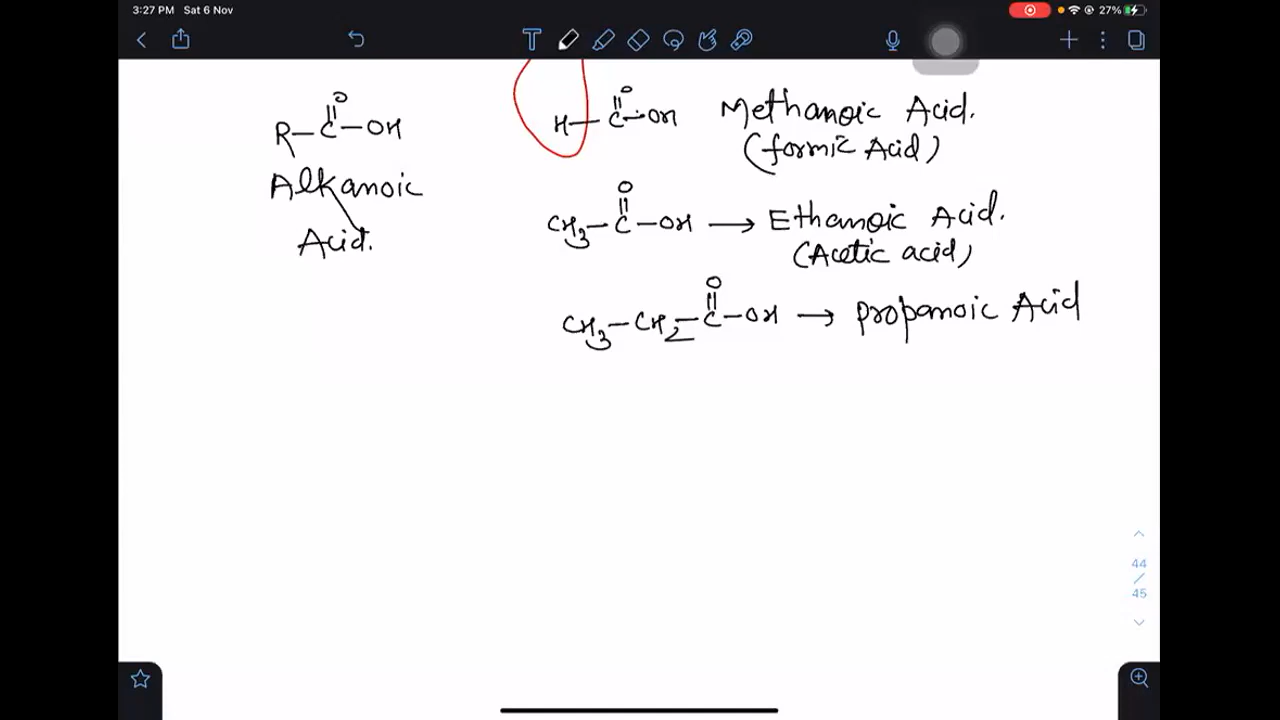 3:27 PM Sat 6 Nov
27%
T
O
R-C-OH
Alkanoic
Acid.
O
H-C-OH Methanoic Acid.
(formic Acid)
O
CH3-C-OH → Ethanoic Acid.
(Acetic acid)
O
CH3-CH2-C-OH → Propanoic Acid
44
/
45